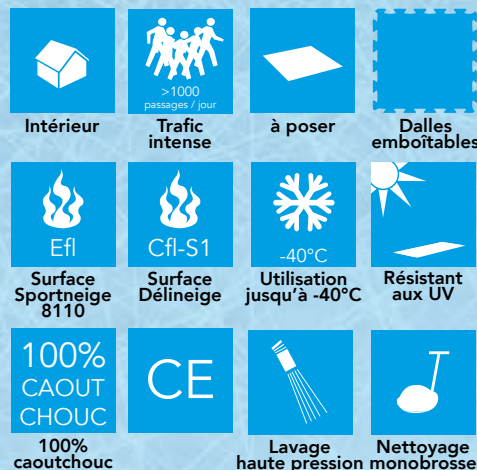 >1000
passages / jour
Intérieur
Trafic
intense
à poser
Dalles
emboîtables
Efl
Cfl-S1
-40°C
Surface
Sportneige
8110
Surface
Délineige
Utilisation
jusqu'à -40°C
Résistant
aux UV
100%
CAOUT
CHOUC
CE
100%
caoutchouc
Lavage
haute pression
Nettoyage
monobrosse